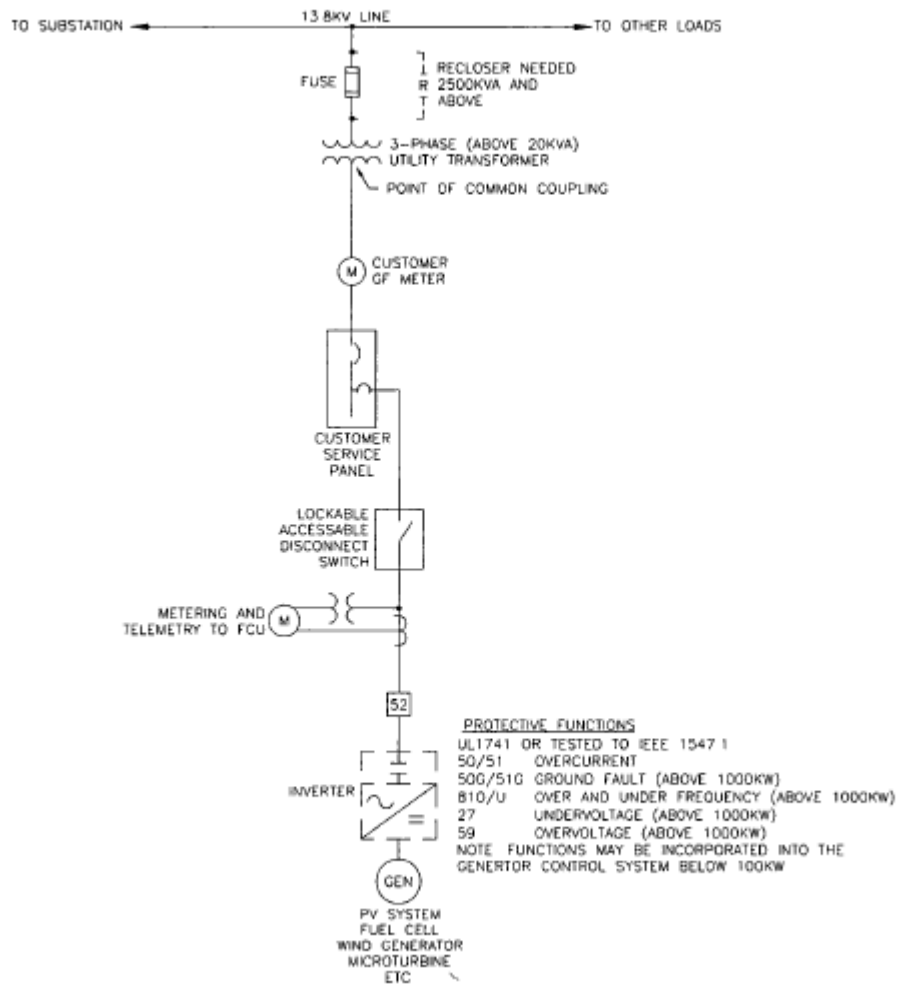 13.8KV LINE
TO SUBSTATION
TO OTHER LOADS
FUSE
RECLOSER NEEDED
R 2500KVA AND
T ABOVE
3-PHASE (ABOVE 20KVA)
UTILITY TRANSFORMER
POINT OF COMMON COUPLING
M
CUSTOMER
GF METER
CUSTOMER
SERVICE
PANEL
LOCKABLE
ACCESSABLE
DISCONNECT
SWITCH
METERING AND
TELEMETRY TO FCU
M
52
PROTECTIVE FUNCTIONS
UL1741 OR TESTED TO IEEE 1547 1
50/51 OVERCURRENT
50G/51G GROUND FAULT (ABOVE 1000KW)
81O/U OVER AND UNDER FREQUENCY (ABOVE 1000KW)
27 UNDERVOLTAGE (ABOVE 1000KW)
59 OVERVOLTAGE (ABOVE 1000KW)
NOTE FUNCTIONS MAY BE INCORPORATED INTO THE
GENERTOR CONTROL SYSTEM BELOW 100KW
INVERTER
GEN
PV SYSTEM
FUEL CELL
WIND GENERATOR
MICROTURBINE
ETC